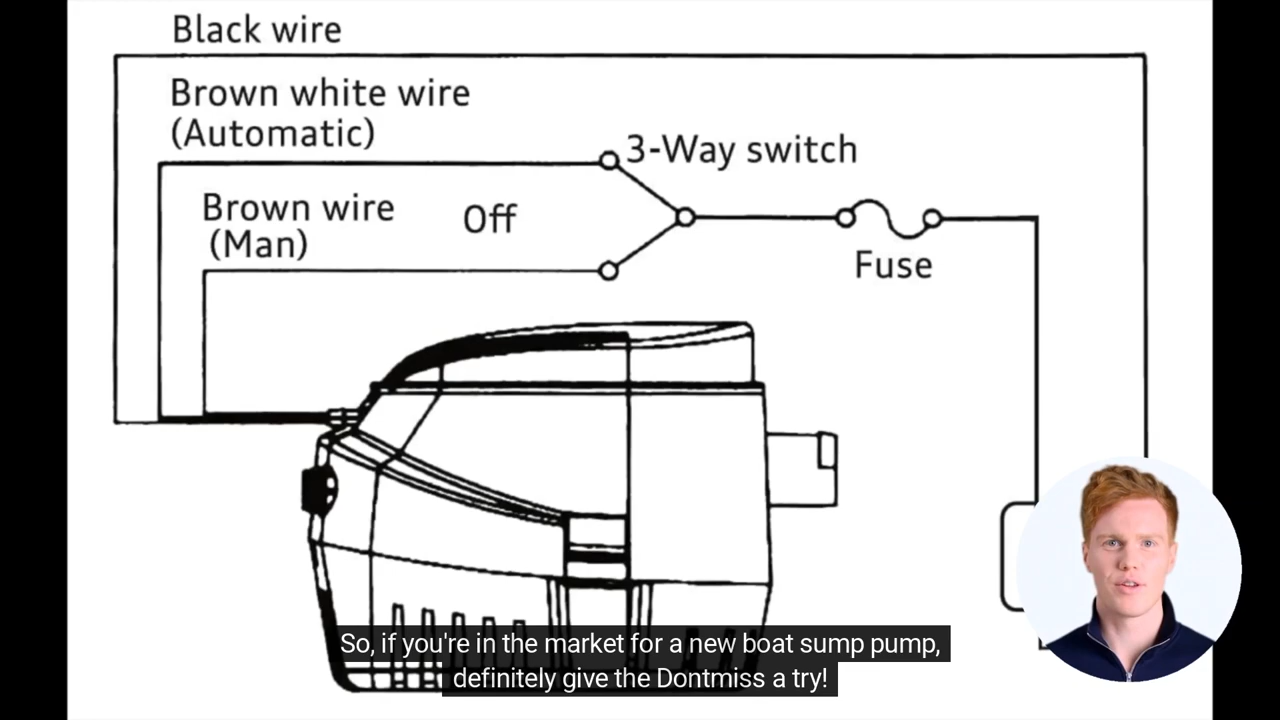 Black wire
Brown white wire
(Automatic)
3-Way switch
Brown wire
(Man)
Off
Fuse
So, if you're in the market for a new boat sump pump,
definitely give the Dontmiss a try!